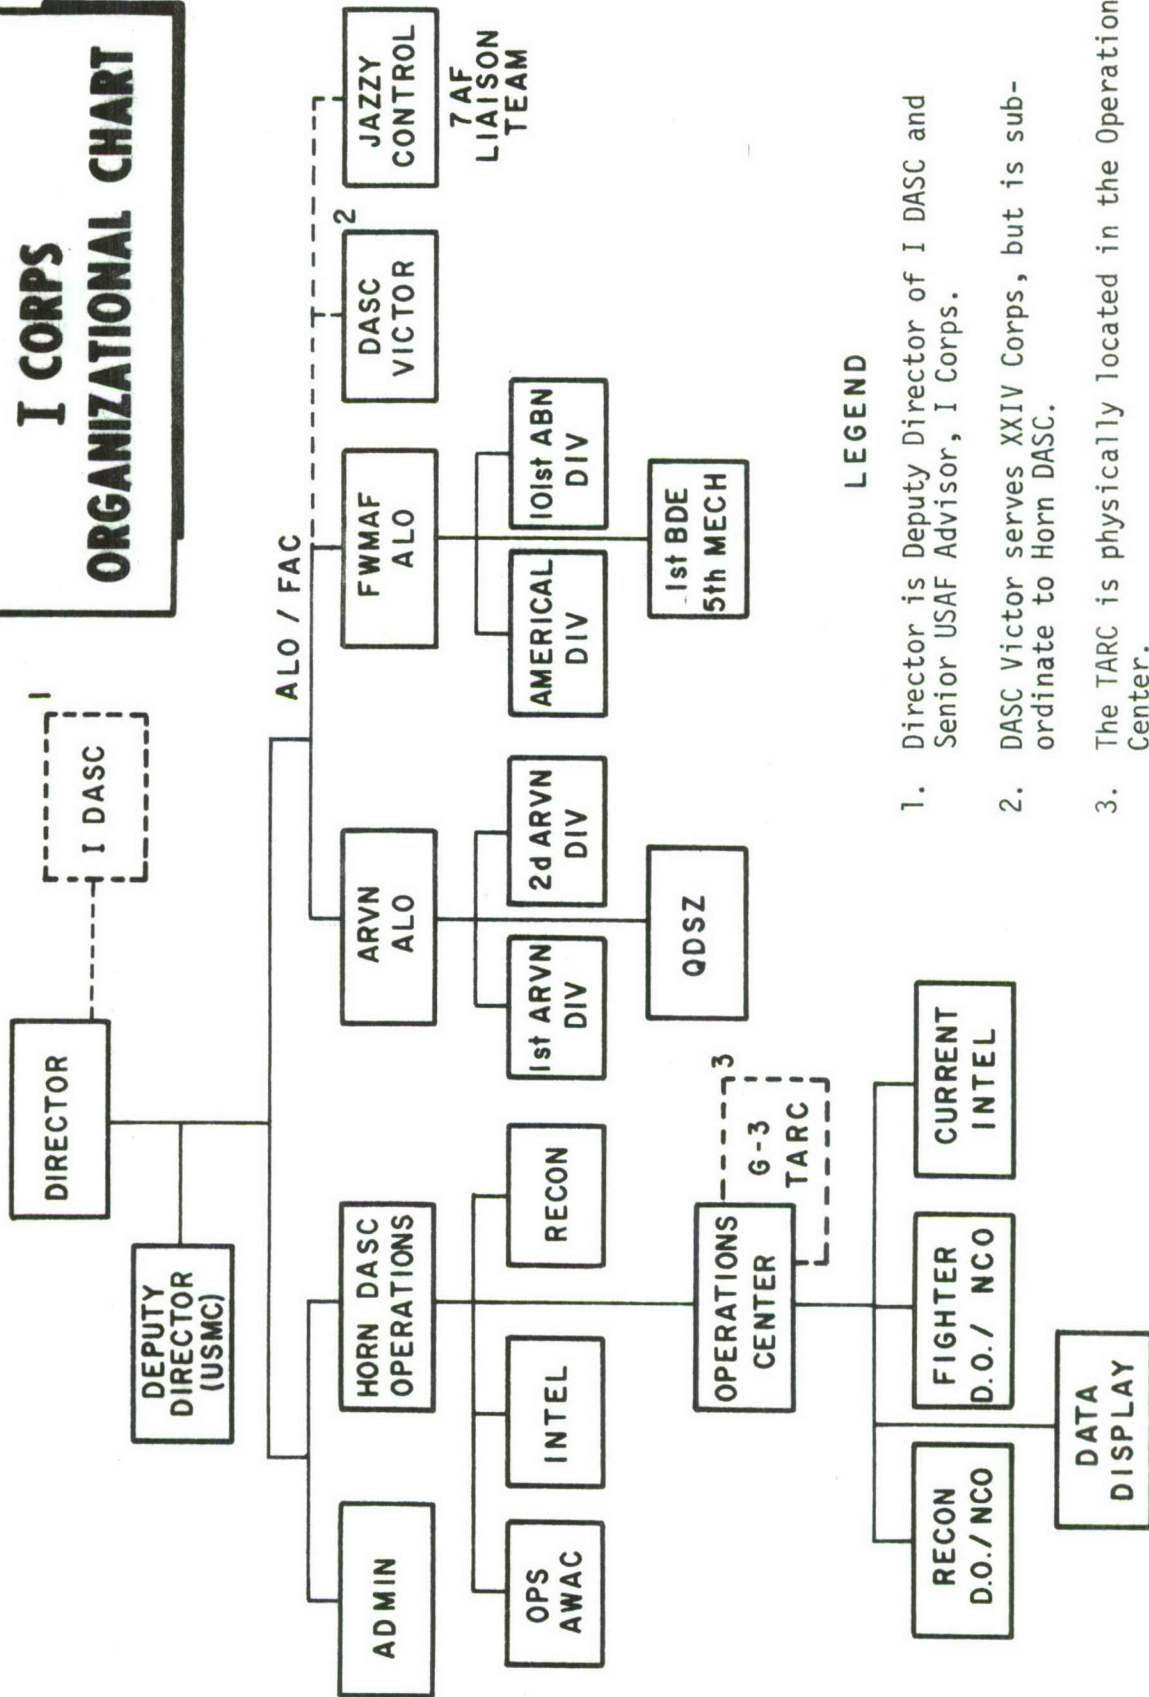 I CORPS
ORGANIZATIONAL CHART
DIRECTOR
I DASC
1
DEPUTY
DIRECTOR
(USMC)
ALO / FAC
ADMIN
HORN DASC
OPERATIONS
ARVN
ALO
FWMAF
ALO
DASC
VICTOR
2
JAZZY
CONTROL
7 AF
LIAISON
TEAM
OPS
AWAC
INTEL
RECON
1st ARVN
DIV
2d ARVN
DIV
AMERICAL
DIV
101st ABN
DIV
QDSZ
1st BDE
5th MECH
OPERATIONS
CENTER
G-3
TARC
3
RECON
D.O./NCO
FIGHTER
D.O./ NCO
CURRENT
INTEL
DATA
DISPLAY
LEGEND
1. Director is Deputy Director of I DASC and
Senior USAF Advisor, I Corps.
2. DASC Victor serves XXIV Corps, but is sub-
ordinate to Horn DASC.
3. The TARC is physically located in the Operation
Center.